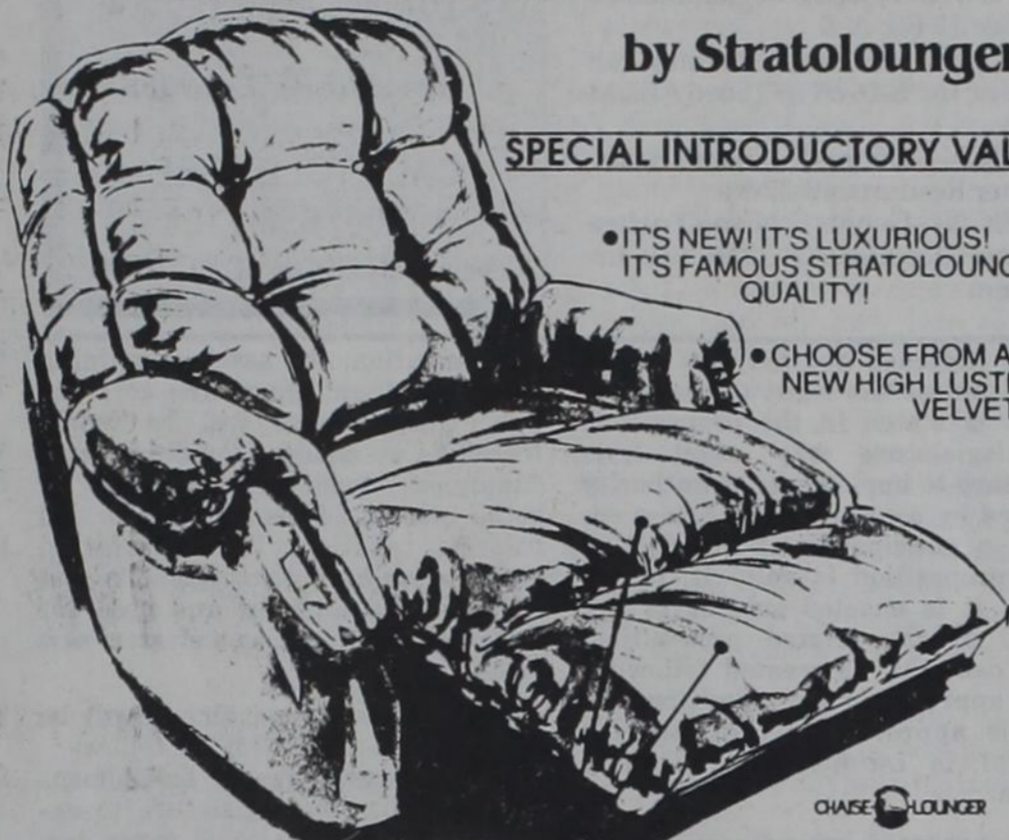 by Stratolounger
SPECIAL INTRODUCTORY VAL
• IT'S NEW! IT'S LUXURIOUS!
IT'S FAMOUS STRATOLOUNG
QUALITY!
• CHOOSE FROM A
NEW HIGH LUST
VELVET
CHAISE LOUNGER